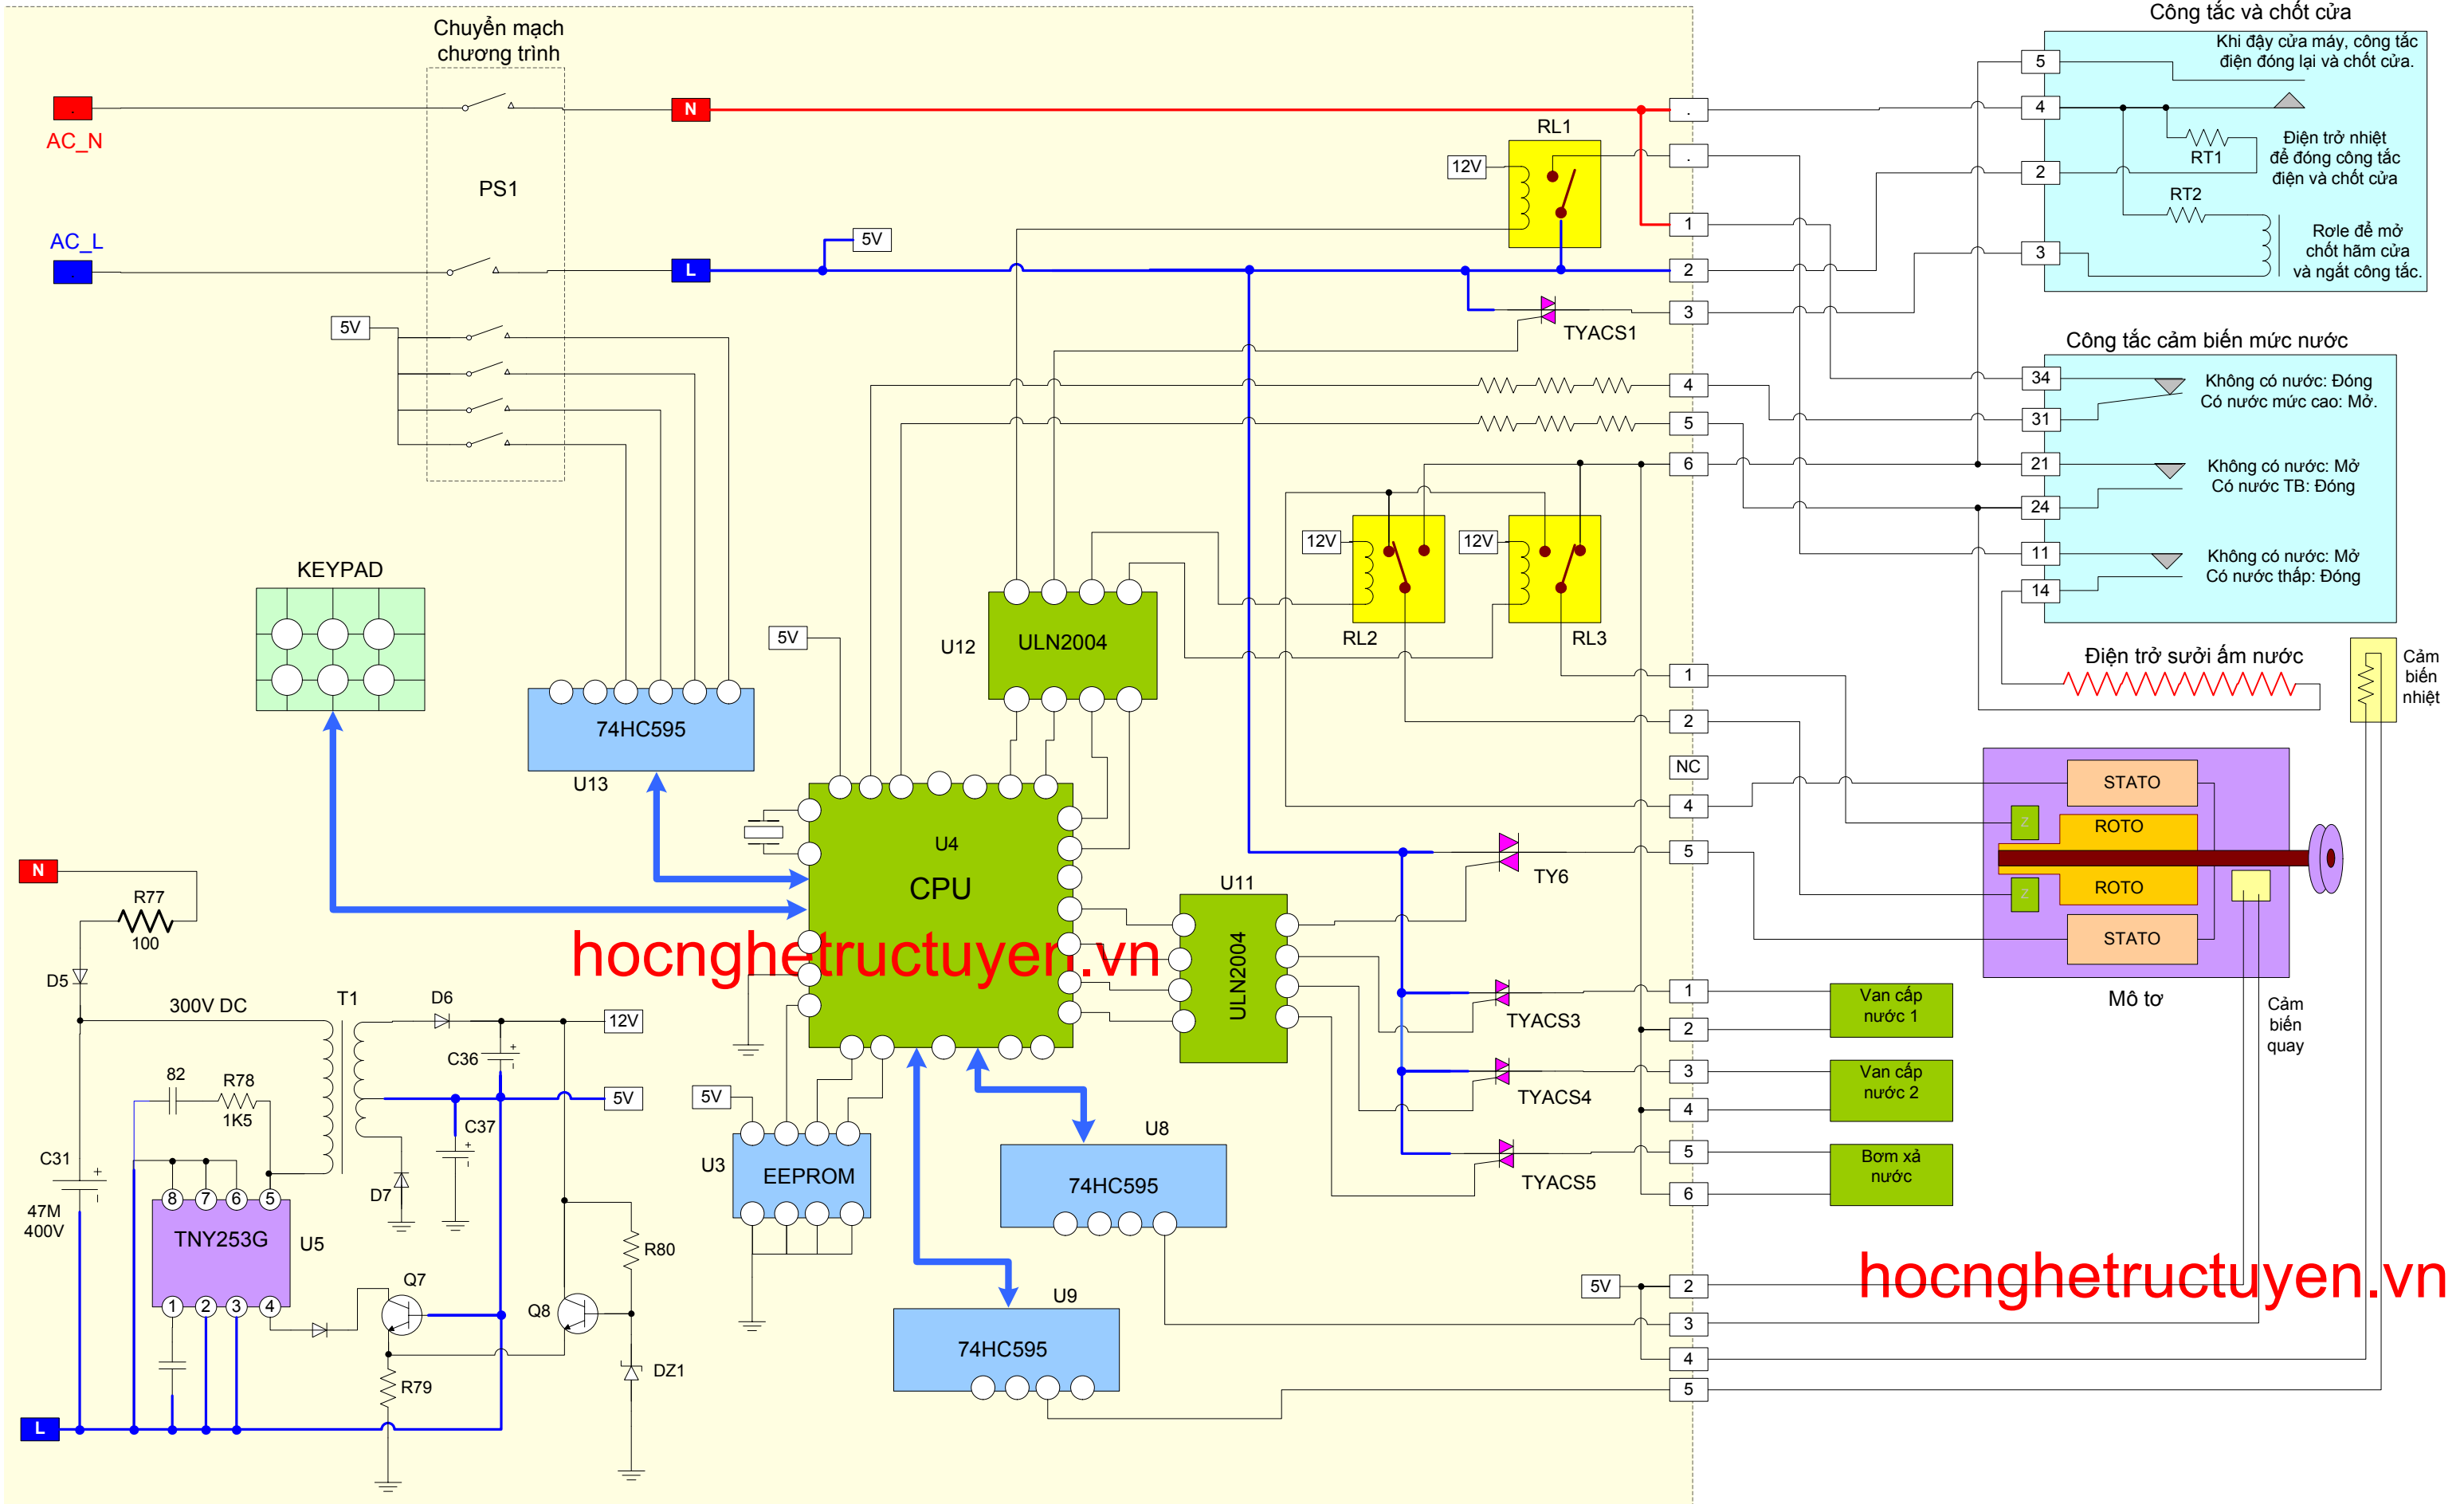 Chuyển mạch
chương trình
AC_N
N
PS1
AC_L
L
5V
5V
RL1
12V
.
.
1
2
3
TYACS1
4
5
6
Công tắc và chốt cửa
Khi đậy cửa máy, công tắc
điện đóng lại và chốt cửa.
5
4
2
3
RT1
Điện trở nhiệt
để đóng công tắc
điện và chốt cửa
RT2
Rơle để mở
chốt hãm cửa
và ngắt công tắc.
Công tắc cảm biến mức nước
34
31
21
24
11
14
Không có nước: Đóng
Có nước mức cao: Mở.
Không có nước: Mở
Có nước TB: Đóng
Không có nước: Mở
Có nước thấp: Đóng
Điện trở sưởi ấm nước
Cảm
biến
nhiệt
KEYPAD
74HC595
U13
5V
U12
ULN2004
12V
RL2
12V
RL3
1
2
NC
4
5
TY6
STATO
Z
ROTO
ROTO
Z
STATO
Mô tơ
Cảm
biến
quay
U4
CPU
U11
ULN2004
hocnghetructuyen.vn
TYACS3
TYACS4
TYACS5
1
2
3
4
5
6
Van cấp
nước 1
Van cấp
nước 2
Bơm xả
nước
N
R77
100
D5
300V DC
T1
D6
12V
C36
5V
C37
D7
82
R78
1K5
C31
+
47M
400V
8
7
6
5
TNY253G
U5
1
2
3
4
Q7
R79
Q8
R80
DZ1
L
5V
U3
EEPROM
U8
74HC595
U9
74HC595
5V
2
3
4
5
hocnghetructuyen.vn